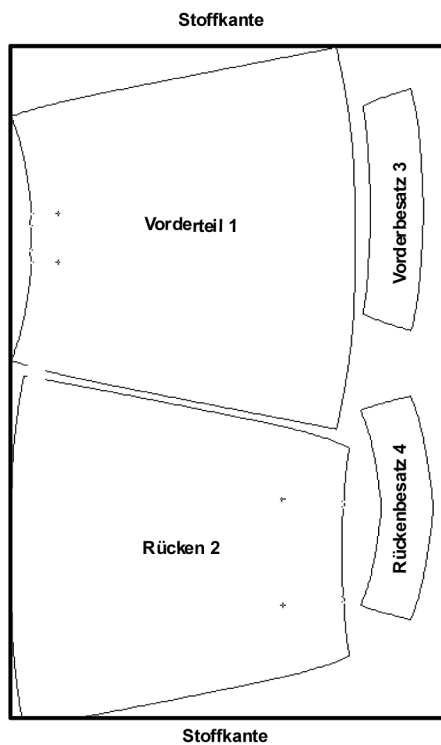 Stoffkante
Vorderteil 1
Vorderbesatz 3
Rücken 2
Rückenbesatz 4
Stoffkante